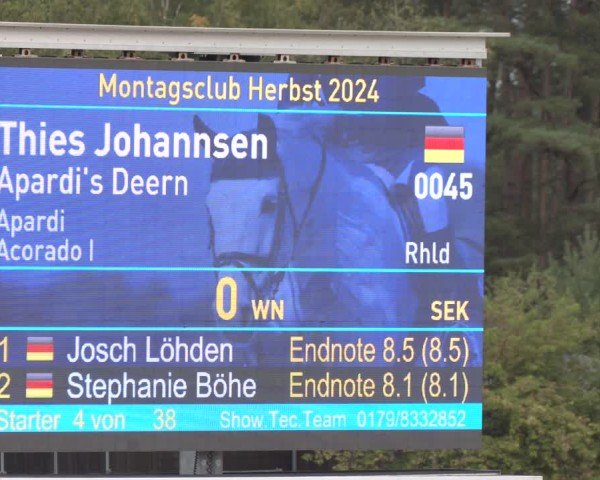 Montagsclub Herbst 2024
Thies Johannsen
Apardi's Deern 0045
Apardi
Acorado I Rhld
0 WN SEK
1 Josch Löhden Endnote 8.5 (8.5)
2 Stephanie Böhe Endnote 8.1 (8.1)
Starter 4 von 38 Show.Tec.Team 0179/8332852